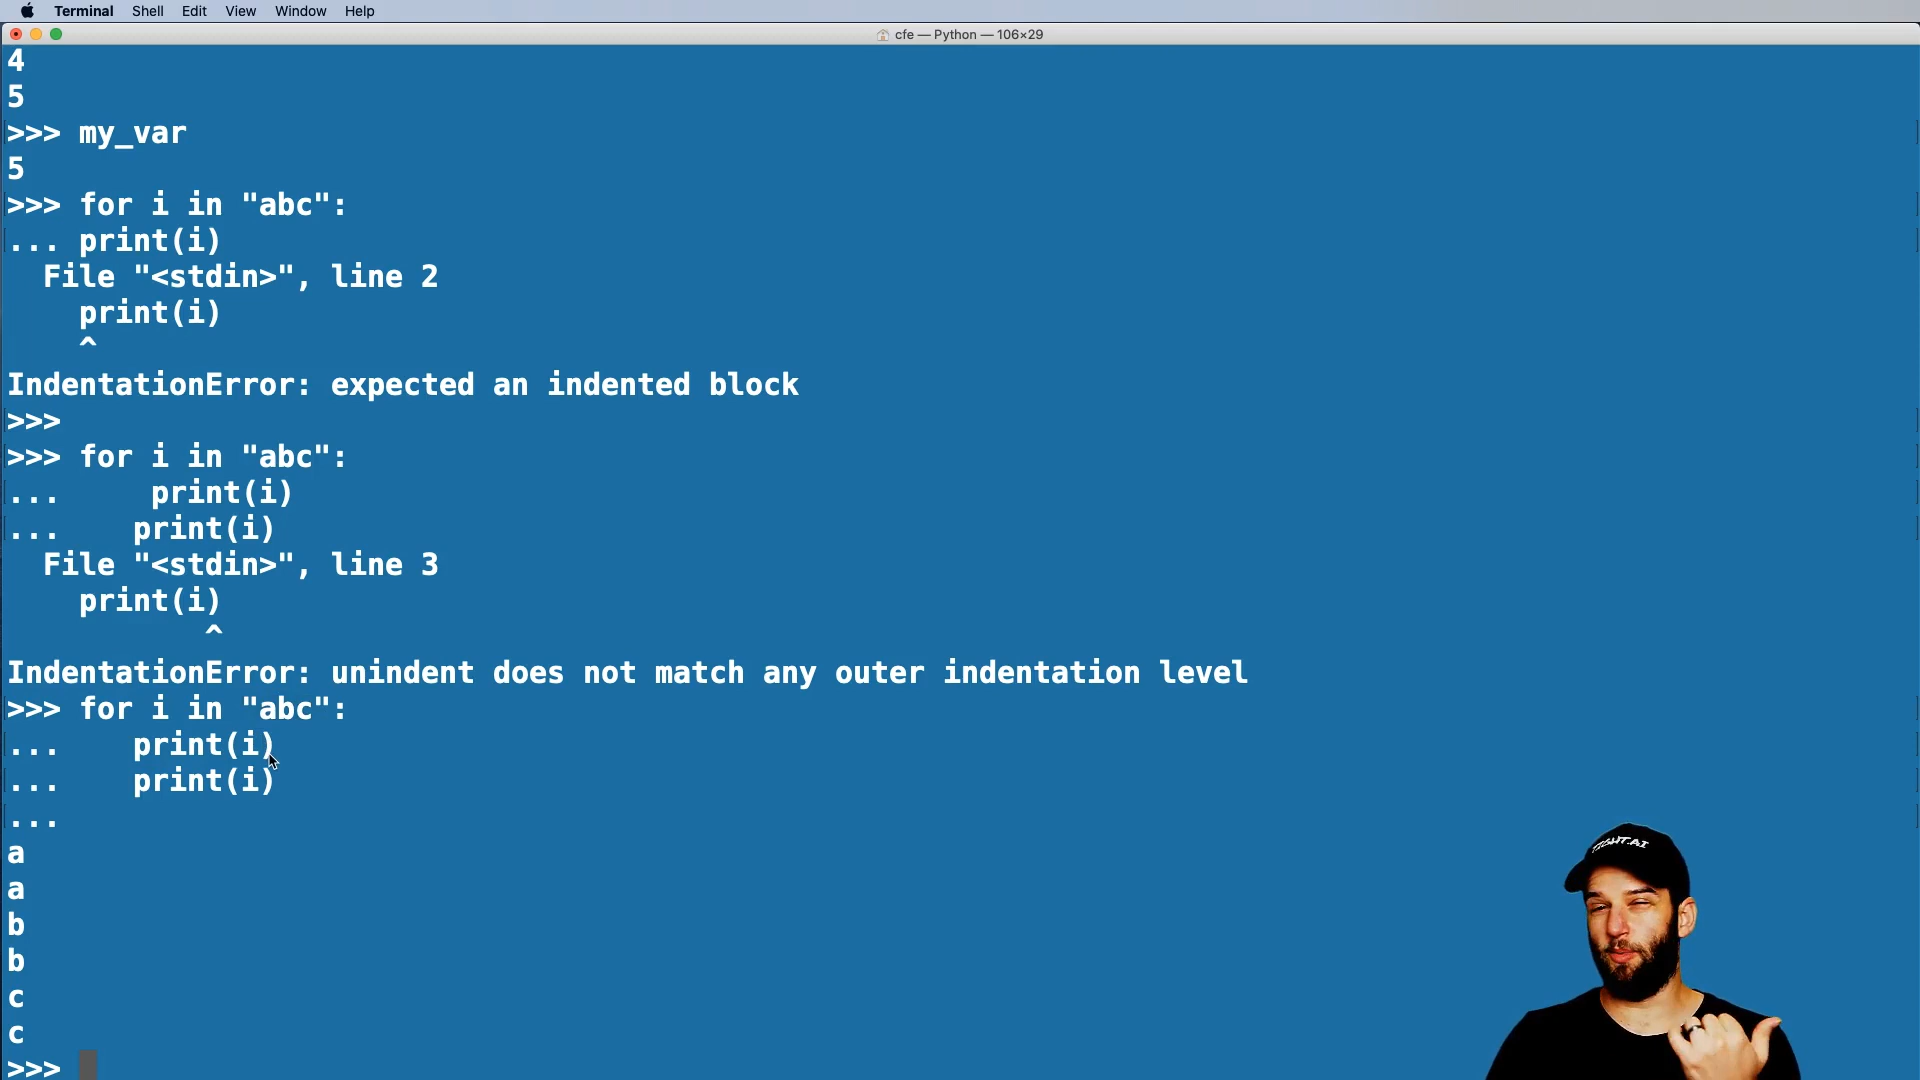 Terminal Shell Edit View Window Help
cfe — Python — 106×29
4
5
>>> my_var
5
>>> for i in "abc":
... print(i)
  File "<stdin>", line 2
    print(i)
    ^
IndentationError: expected an indented block
>>>
>>> for i in "abc":
...     print(i)
...    print(i)
  File "<stdin>", line 3
    print(i)
           ^
IndentationError: unindent does not match any outer indentation level
>>> for i in "abc":
...    print(i)
...    print(i)
...
a
a
b
b
c
c
>>>